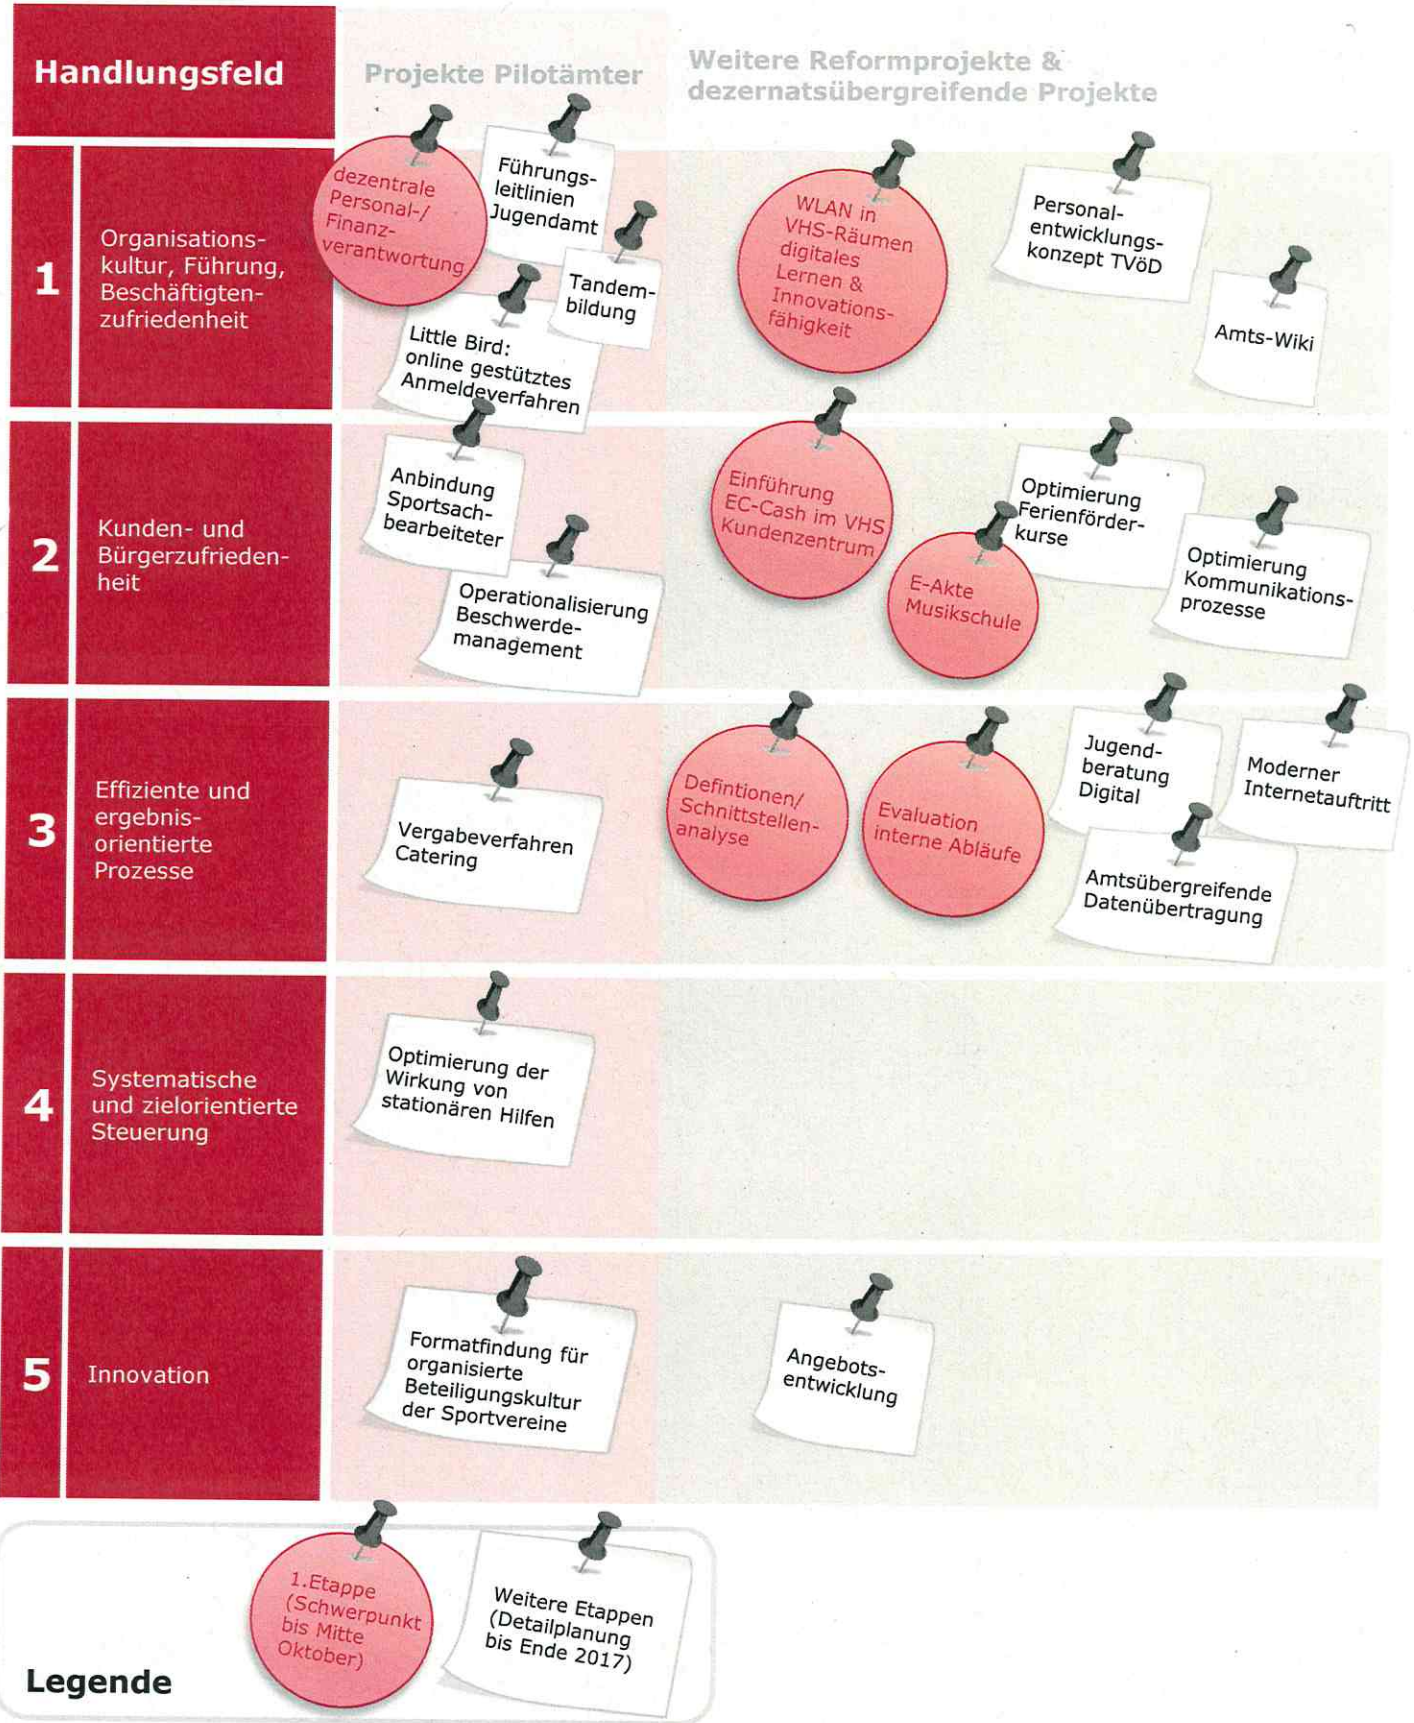 Handlungsfeld
Projekte Pilotämter
Weitere Reformprojekte &
dezernatsübergreifende Projekte
1
Organisations-
kultur, Führung,
Beschäftigten-
zufriedenheit
dezentrale
Personal-/
Finanz-
verantwortung
Führungs-
leitlinien
Jugendamt
Tandem-
bildung
Little Bird:
online gestütztes
Anmeldeverfahren
WLAN in
VHS-Räumen
digitales
Lernen &
Innovations-
fähigkeit
Personal-
entwicklungs-
konzept TVöD
Amts-Wiki
2
Kunden- und
Bürgerzufrieden-
heit
Anbindung
Sportsach-
bearbeiteter
Operationalisierung
Beschwerde-
management
Einführung
EC-Cash im VHS
Kundenzentrum
E-Akte
Musikschule
Optimierung
Ferienförder-
kurse
Optimierung
Kommunikations-
prozesse
3
Effiziente und
ergebnis-
orientierte
Prozesse
Vergabeverfahren
Catering
Defintionen/
Schnittstellen-
analyse
Evaluation
interne Abläufe
Jugend-
beratung
Digital
Moderner
Internetauftritt
Amtsübergreifende
Datenübertragung
4
Systematische
und zielorientierte
Steuerung
Optimierung der
Wirkung von
stationären Hilfen
5
Innovation
Formatfindung für
organisierte
Beteiligungskultur
der Sportvereine
Angebots-
entwicklung
Legende
1.Etappe
(Schwerpunkt
bis Mitte
Oktober)
Weitere Etappen
(Detailplanung
bis Ende 2017)